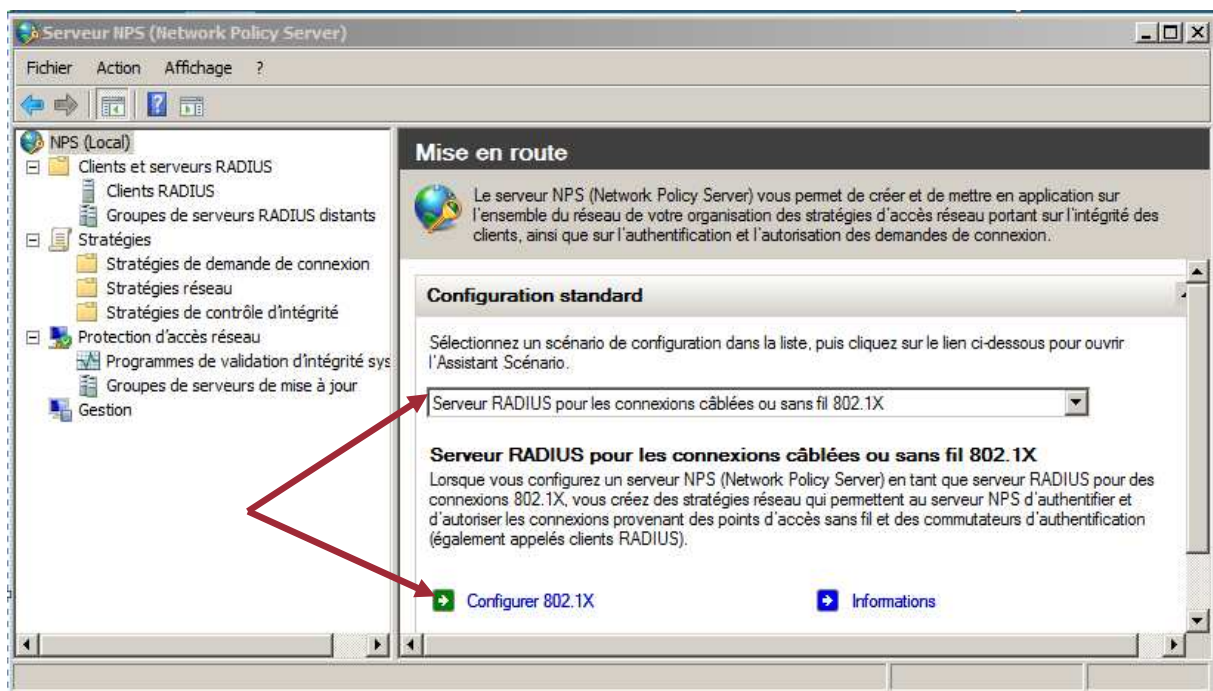 Serveur NPS (Network Policy Server)
Fichier Action Affichage ?
NPS (Local)
Clients et serveurs RADIUS
Clients RADIUS
Groupes de serveurs RADIUS distants
Stratégies
Stratégies de demande de connexion
Stratégies réseau
Stratégies de contrôle d'intégrité
Protection d'accès réseau
Programmes de validation d'intégrité sys
Groupes de serveurs de mise à jour
Gestion
Mise en route
Le serveur NPS (Network Policy Server) vous permet de créer et de mettre en application sur
l'ensemble du réseau de votre organisation des stratégies d'accès réseau portant sur l'intégrité des
clients, ainsi que sur l'authentification et l'autorisation des demandes de connexion.
Configuration standard
Sélectionnez un scénario de configuration dans la liste, puis cliquez sur le lien ci-dessous pour ouvrir
l'Assistant Scénario.
Serveur RADIUS pour les connexions câblées ou sans fil 802.1X
Serveur RADIUS pour les connexions câblées ou sans fil 802.1X
Lorsque vous configurez un serveur NPS (Network Policy Server) en tant que serveur RADIUS pour des
connexions 802.1X, vous créez des stratégies réseau qui permettent au serveur NPS d'authentifier et
d'autoriser les connexions provenant des points d'accès sans fil et des commutateurs d'authentification
(également appelés clients RADIUS).
Configurer 802.1X
Informations